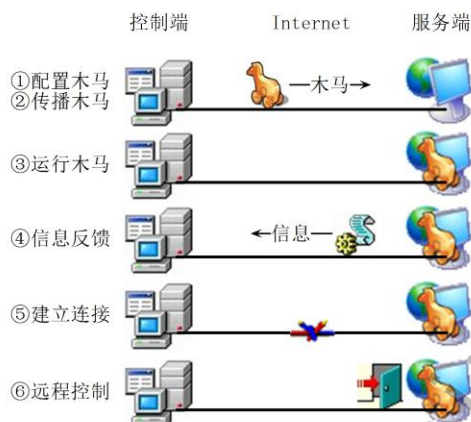 控制端 Internet 服务端
①配置木马 木马
②传播木马
③运行木马
④信息反馈 信息
⑤建立连接
⑥远程控制